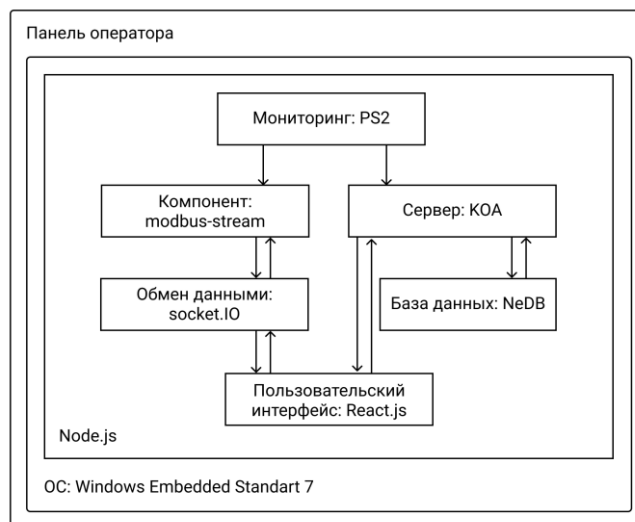 Панель оператора
Мониторинг: PS2
Компонент:
modbus-stream
Сервер: KOA
Обмен данными:
socket.IO
База данных: NeDB
Пользовательский
интерфейс: React.js
Node.js
ОС: Windows Embedded Standart 7